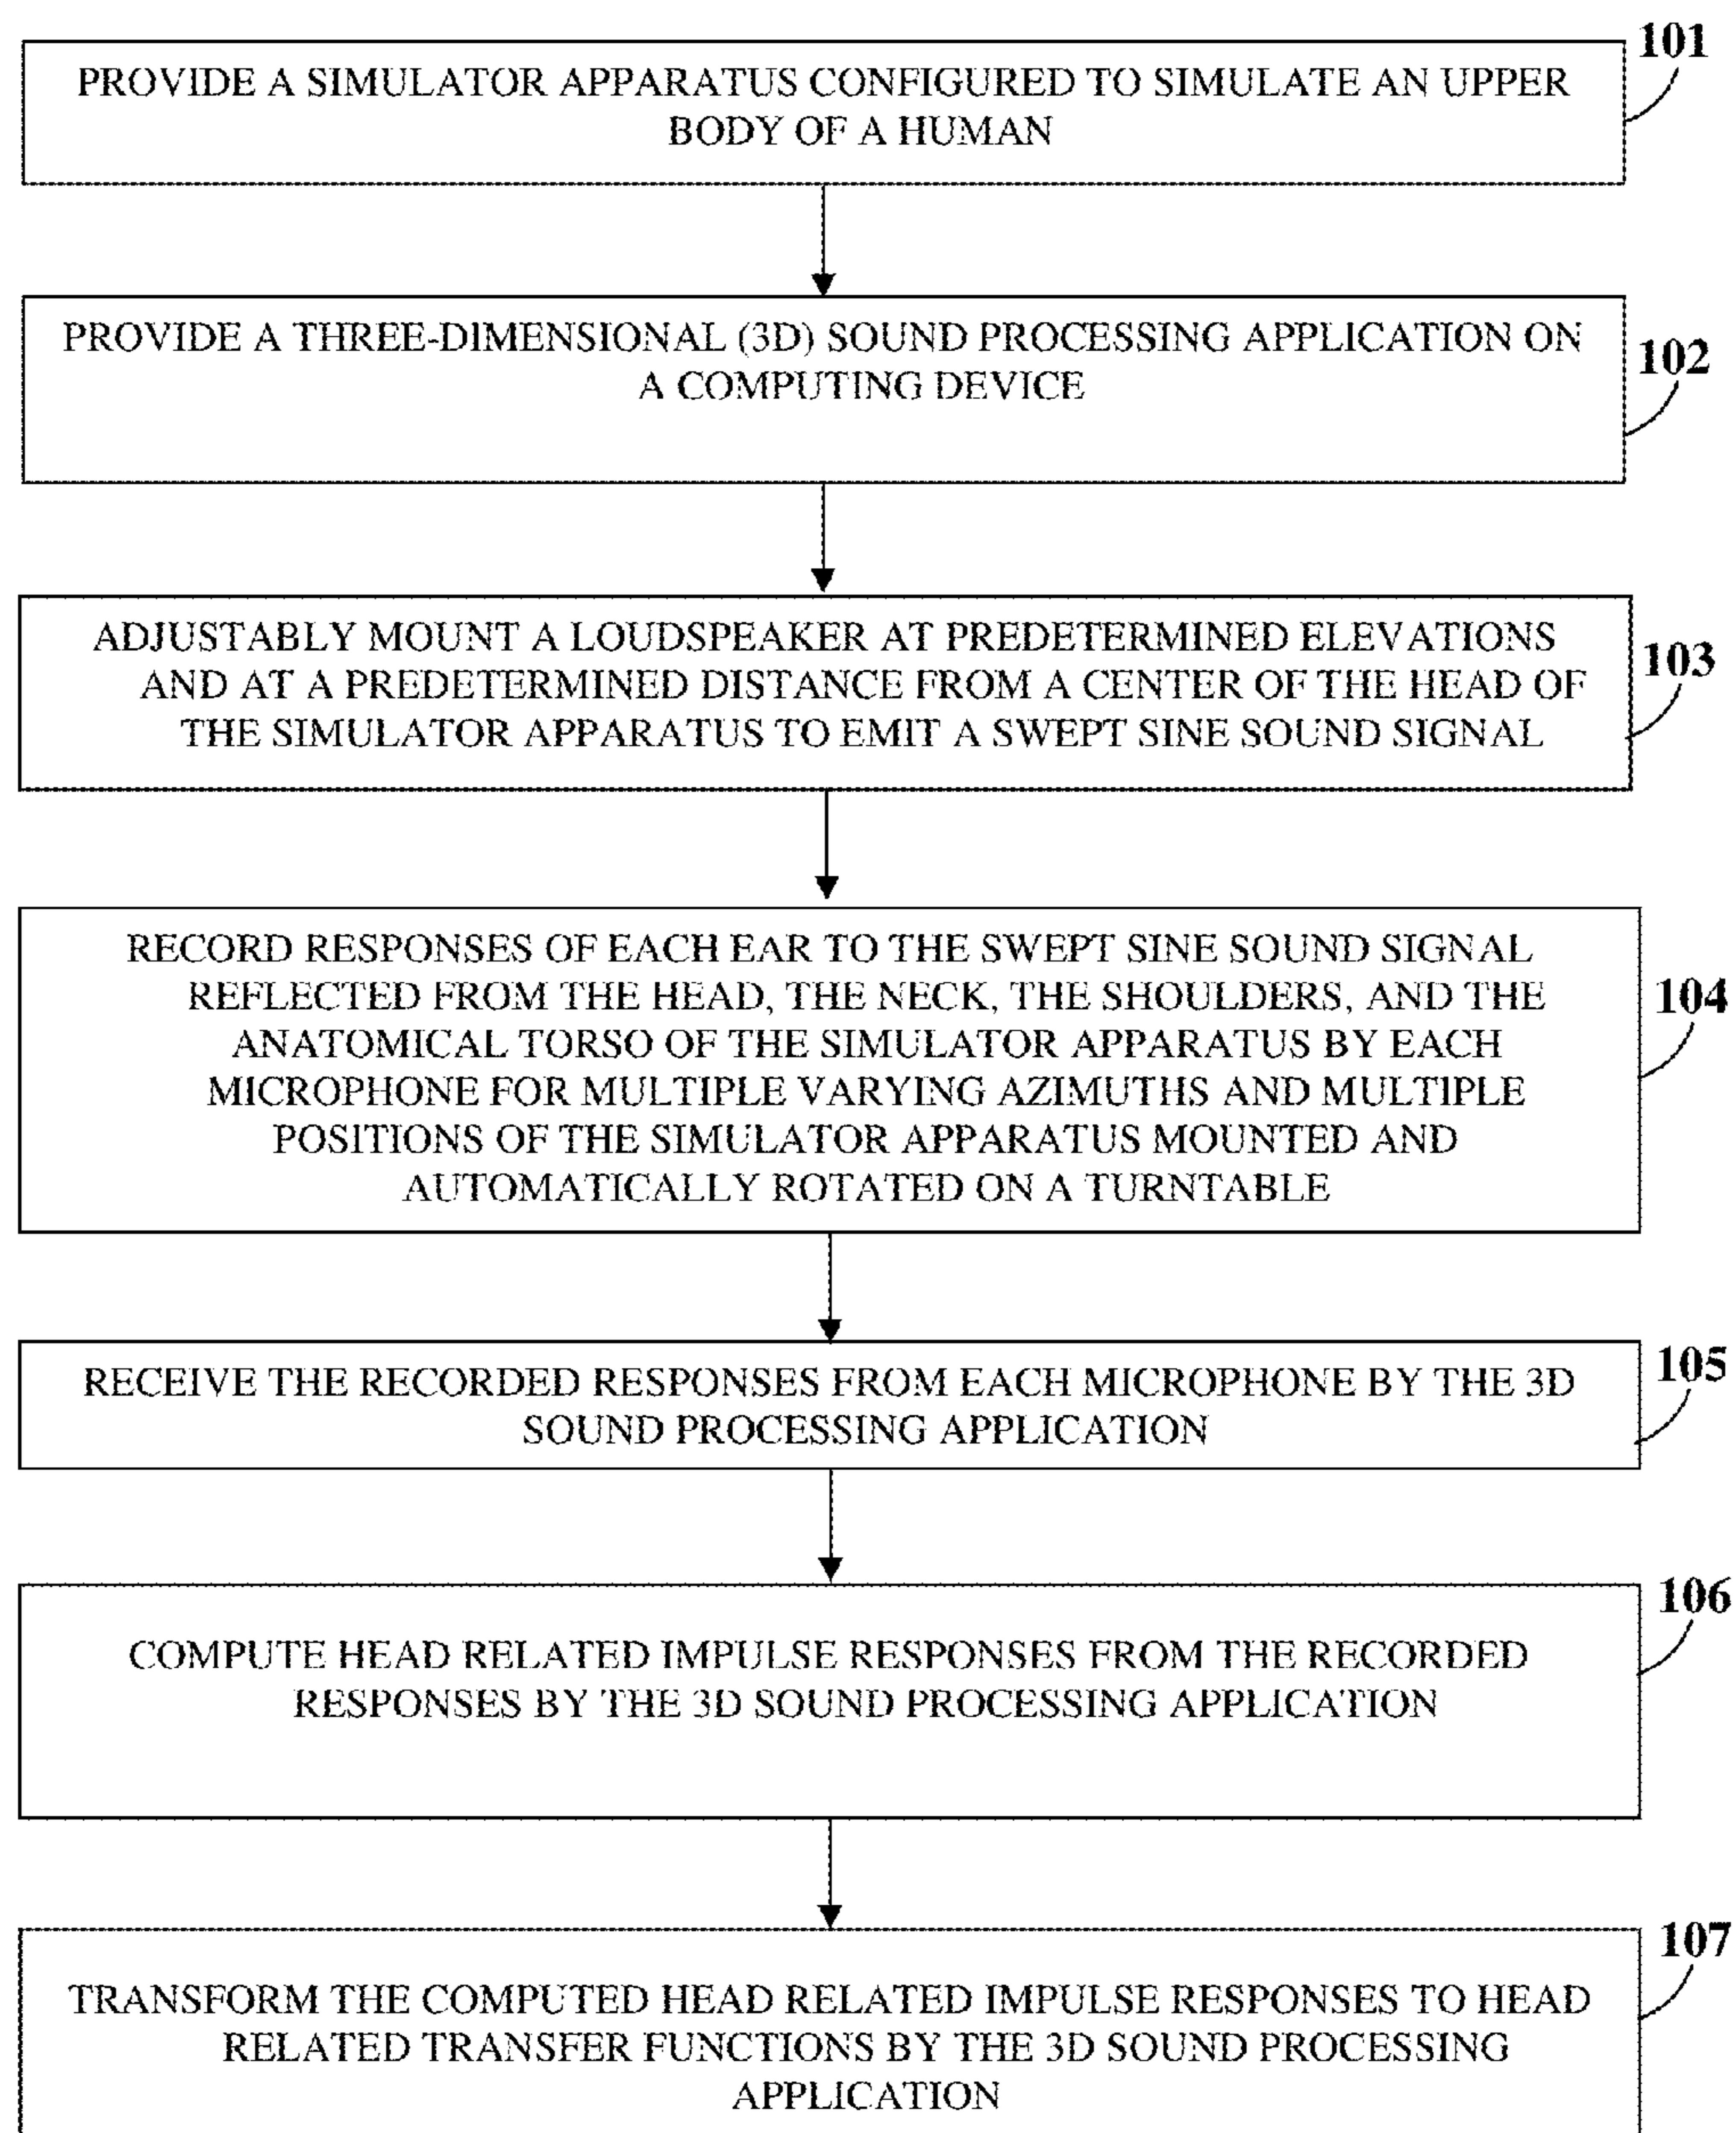 101
PROVIDE A SIMULATOR APPARATUS CONFIGURED TO SIMULATE AN UPPER
BODY OF A HUMAN
PROVIDE A THREE-DIMENSIONAL (3D) SOUND PROCESSING APPLICATION ON
A COMPUTING DEVICE
102
ADJUSTABLY MOUNT A LOUDSPEAKER AT PREDETERMINED ELEVATIONS
AND AT A PREDETERMINED DISTANCE FROM A CENTER OF THE HEAD OF
THE SIMULATOR APPARATUS TO EMIT A SWEPT SINE SOUND SIGNAL
103
RECORD RESPONSES OF EACH EAR TO THE SWEPT SINE SOUND SIGNAL
REFLECTED FROM THE HEAD, THE NECK, THE SHOULDERS, AND THE
ANATOMICAL TORSO OF THE SIMULATOR APPARATUS BY EACH
MICROPHONE FOR MULTIPLE VARYING AZIMUTHS AND MULTIPLE
POSITIONS OF THE SIMULATOR APPARATUS MOUNTED AND
AUTOMATICALLY ROTATED ON A TURNTABLE
104
RECEIVE THE RECORDED RESPONSES FROM EACH MICROPHONE BY THE 3D
SOUND PROCESSING APPLICATION
105
COMPUTE HEAD RELATED IMPULSE RESPONSES FROM THE RECORDED
RESPONSES BY THE 3D SOUND PROCESSING APPLICATION
106
TRANSFORM THE COMPUTED HEAD RELATED IMPULSE RESPONSES TO HEAD
RELATED TRANSFER FUNCTIONS BY THE 3D SOUND PROCESSING
APPLICATION
107